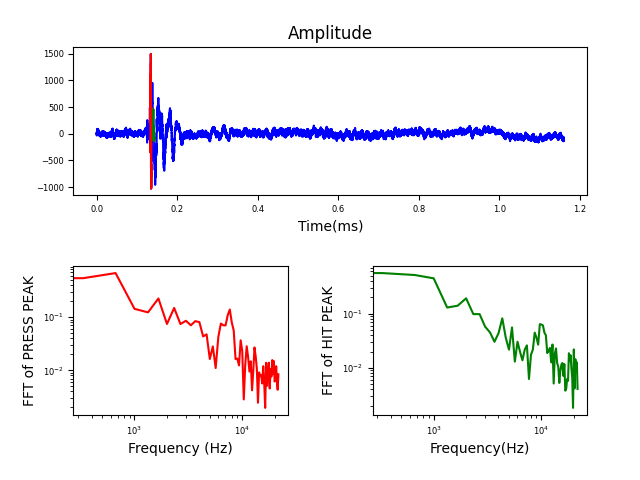 Amplitude
1500
1000
500
0
−500
−1000
0.0 0.2 0.4 0.6 0.8 1.0 1.2
Time(ms)
FFT of PRESS PEAK
10⁻¹
10⁻²
10³ 10⁴
Frequency (Hz)
FFT of HIT PEAK
10⁻¹
10⁻²
10³ 10⁴
Frequency(Hz)